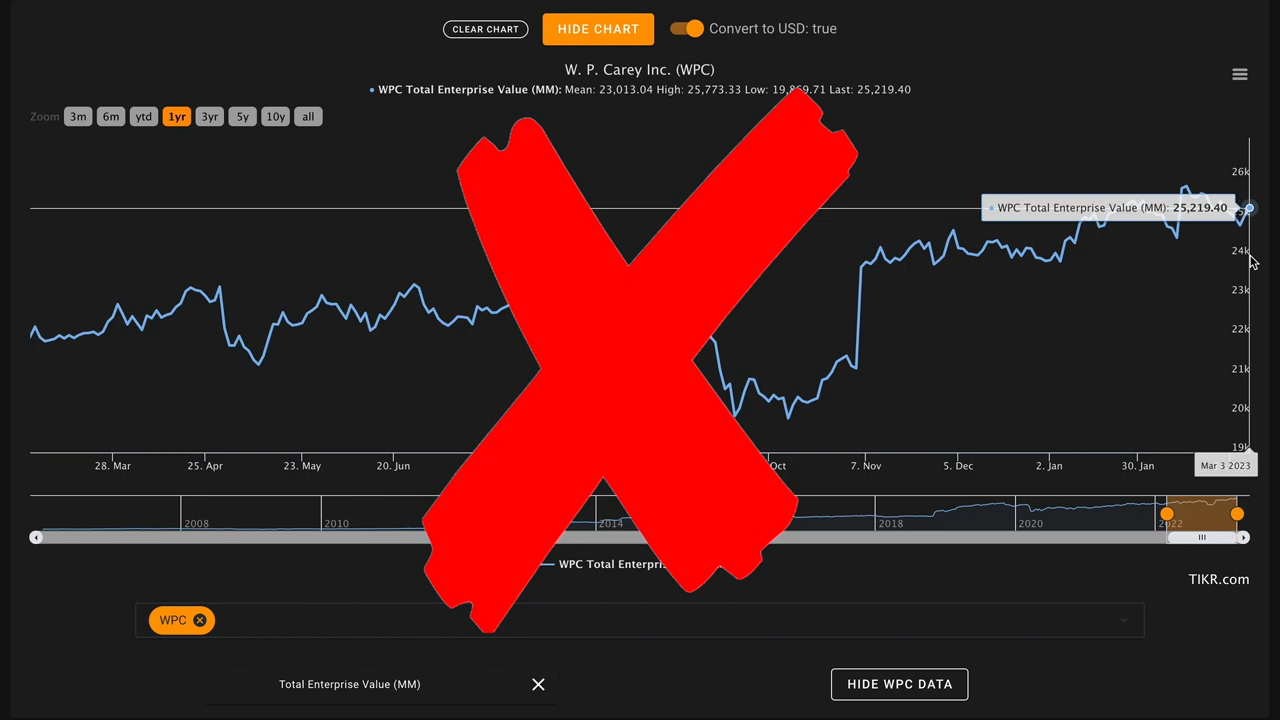 CLEAR CHART
HIDE CHART
Convert to USD: true
W. P. Carey Inc. (WPC)
WPC Total Enterprise Value (MM): Mean: 23,013.04 High: 25,773.33 Low: 19,869.71 Last: 25,219.40
Zoom 3m 6m ytd 1yr 3yr 5y 10y all
26k
WPC Total Enterprise Value (MM): 25,219.40
24k
23k
22k
21k
20k
19k
28. Mar 25. Apr 23. May 20. Jun Oct 7. Nov 5. Dec 2. Jan 30. Jan Mar 3 2023
2008 2010 2014 2018 2020 2022
WPC Total Enterpri
TIKR.com
WPC
Total Enterprise Value (MM)
HIDE WPC DATA